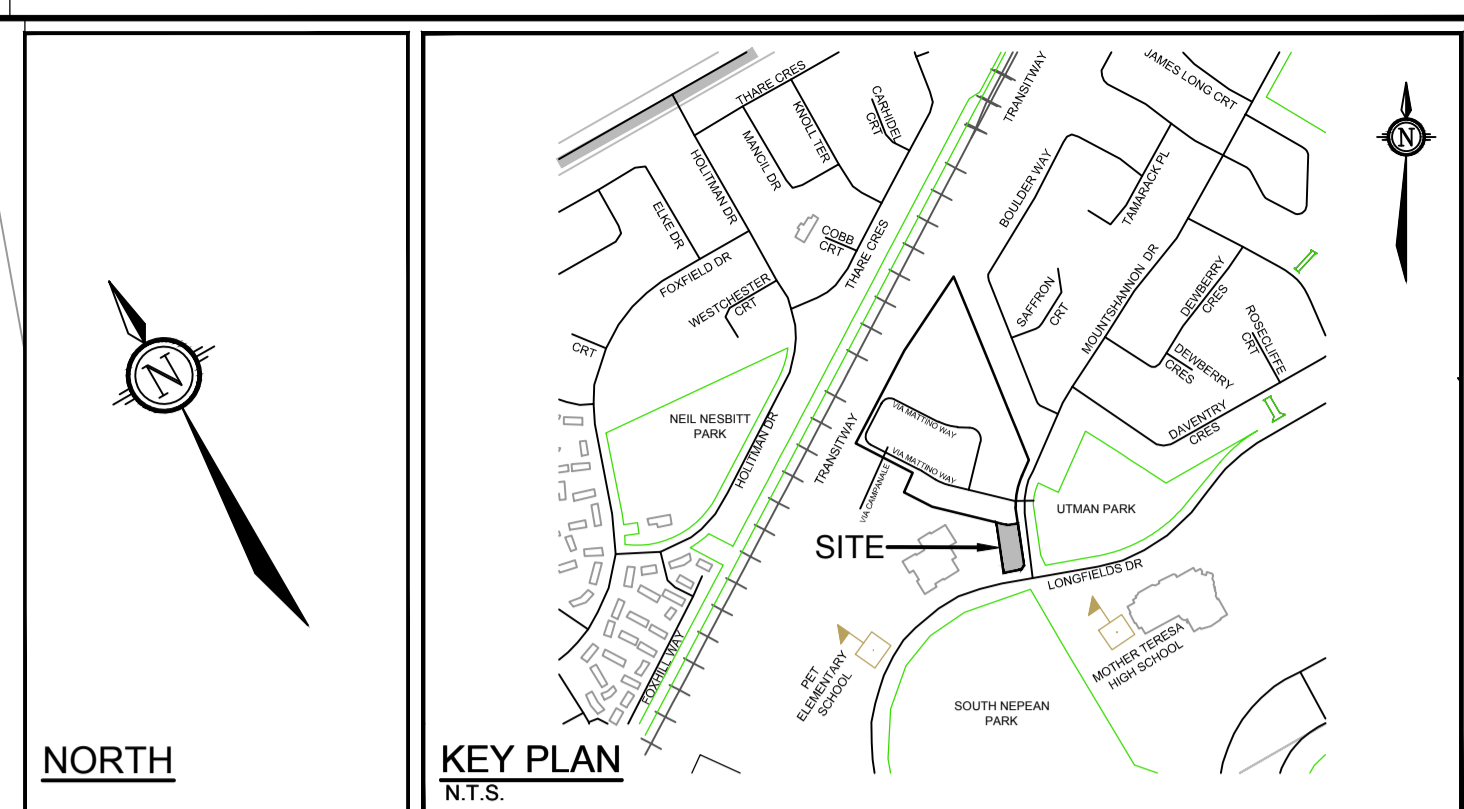 N
NORTH
THARE CRES
KNOLL TER
MANCIL DR
CARHIDEL
CRT
HOLITMAN DR
ELKE DR
FOXFIELD DR
WESTCHESTER
CRT
COBB
CRT
THARE CRES
TRANSITWAY
JAMES LONG CRT
BOULDER WAY
TAMARACK PL
SAFFRON
CRT
MOUNTSHANNON DR
DEWBERRY
CRES
DEWBERRY
CRES
ROSECLIFFE
CRT
DAVENTRY
CRES
N
CRT
NEIL NESBITT
PARK
HOLITMAN DR
TRANSITWAY
VIA MATTINO WAY
VIA MATTINO WAY
VIA CAMPANALE
UTMAN PARK
SITE
LONGFIELDS DR
FOXHILL WAY
PET
ELEMENTARY
SCHOOL
MOTHER TERESA
HIGH SCHOOL
SOUTH NEPEAN
PARK
KEY PLAN
N.T.S.